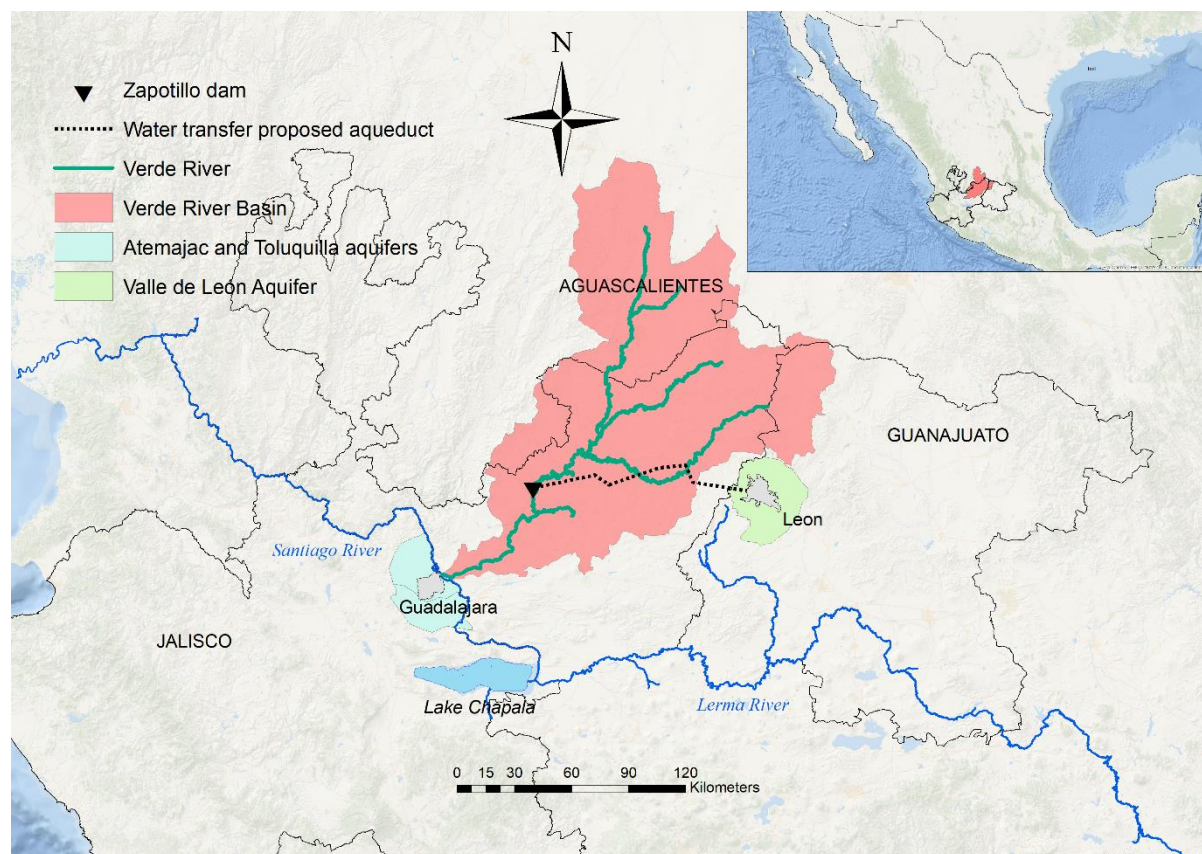 N
Zapotillo dam
Water transfer proposed aqueduct
Verde River
Verde River Basin
Atemajac and Toluquilla aquifers
Valle de León Aquifer
AGUASCALIENTES
GUANAJUATO
Leon
Santiago River
Guadalajara
JALISCO
Lake Chapala
Lerma River
0 15 30 60 90 120
Kilometers